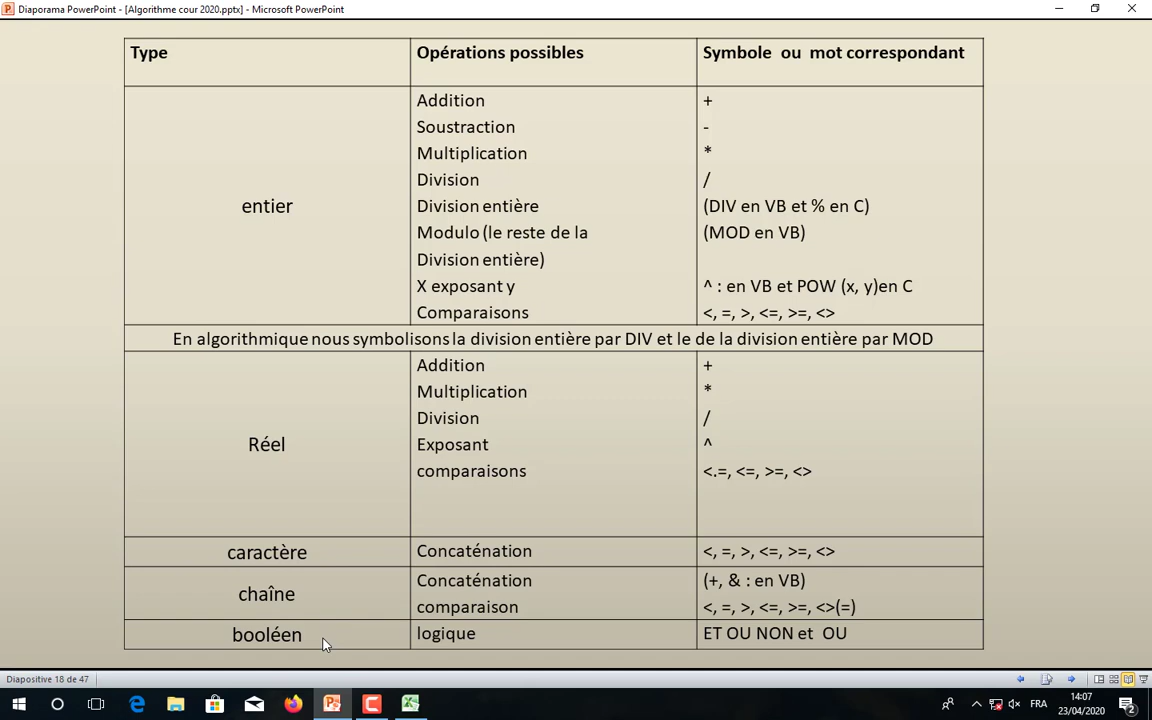 Diaporama PowerPoint - [Algorithme cour 2020.pptx] - Microsoft PowerPoint
Type Opérations possibles Symbole ou mot correspondant
entier
Addition +
Soustraction -
Multiplication *
Division /
Division entière (DIV en VB et % en C)
Modulo (le reste de la (MOD en VB)
Division entière)
X exposant y ^ : en VB et POW (x, y)en C
Comparaisons <, =, >, <=, >=, <>
En algorithmique nous symbolisons la division entière par DIV et le de la division entière par MOD
Réel
Addition +
Multiplication *
Division /
Exposant ^
comparaisons <.=, <=, >=, <>
caractère Concaténation <, =, >, <=, >=, <>
chaîne
Concaténation (+, & : en VB)
comparaison <, =, >, <=, >=, <>(=)
booléen logique ET OU NON et OU
Diapositive 18 de 47
FRA
14:07
23/04/2020
2